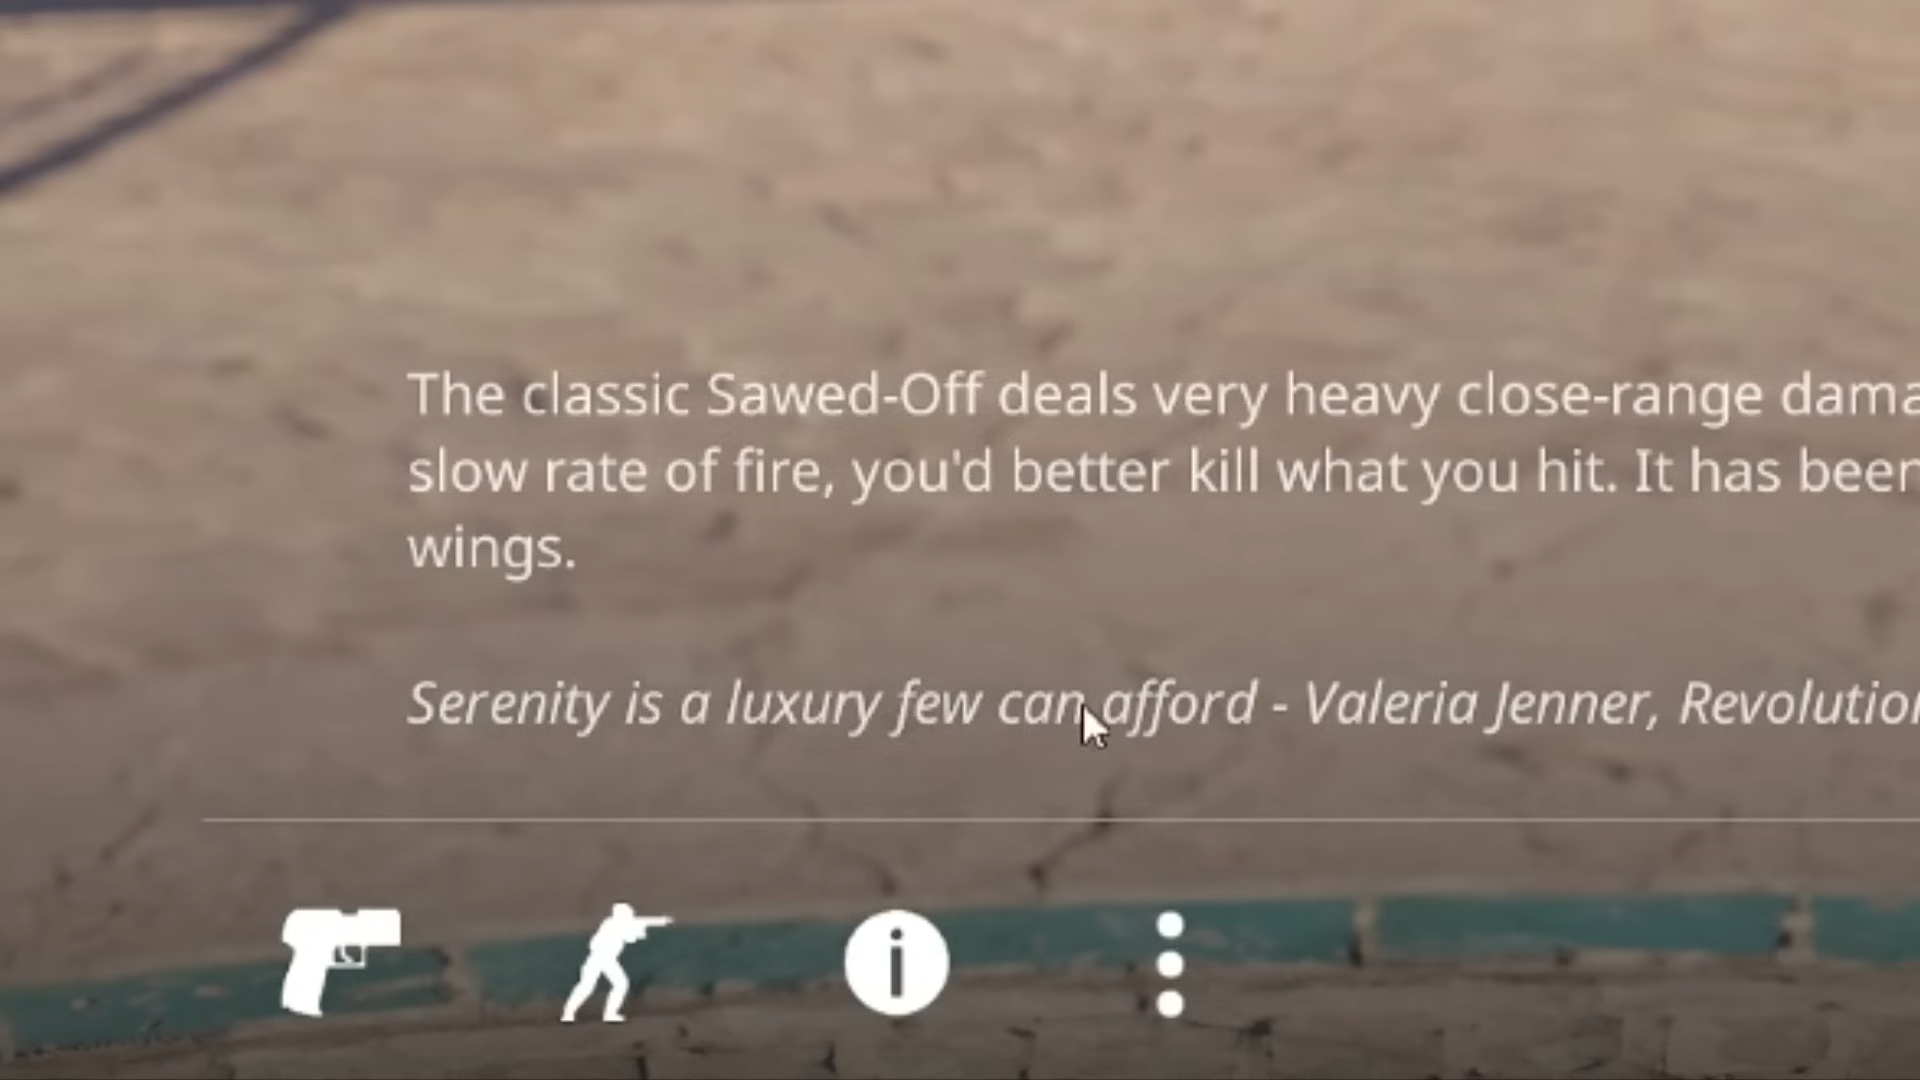 The classic Sawed-Off deals very heavy close-range
slow rate of fire, you'd better kill what you hit. It has been
wings.
Serenity is a luxury few can afford - Valeria Jenner,